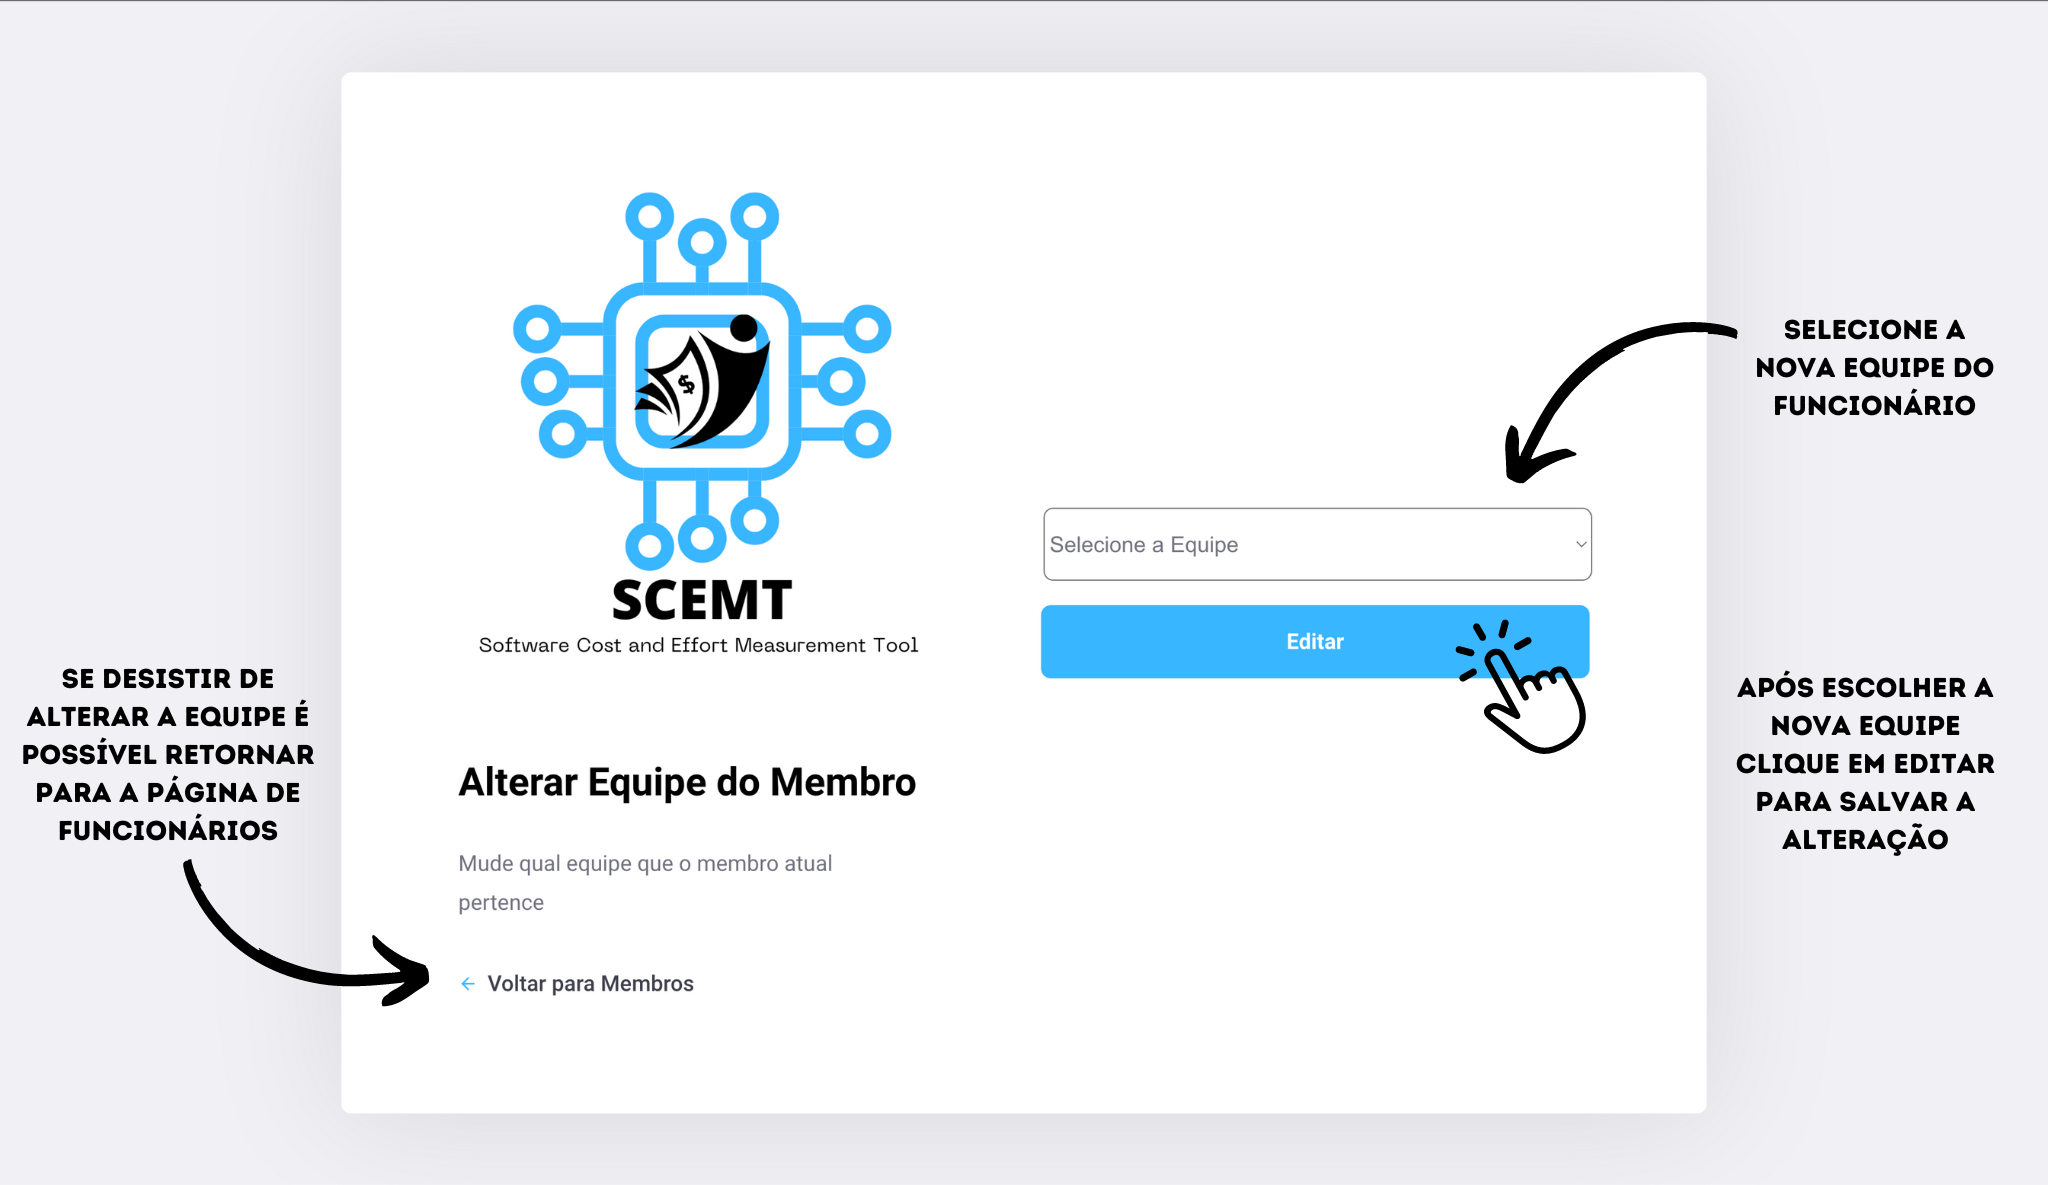 SELECIONE A
NOVA EQUIPE DO
FUNCIONÁRIO
$
SCEMT
Software Cost and Effort Measurement Tool
Selecione a Equipe
Editar
SE DESISTIR DE
ALTERAR A EQUIPE É
POSSÍVEL RETORNAR
PARA A PÁGINA DE
FUNCIONÁRIOS
APÓS ESCOLHER A
NOVA EQUIPE
CLIQUE EM EDITAR
PARA SALVAR A
ALTERAÇÃO
Alterar Equipe do Membro
Mude qual equipe que o membro atual
pertence
← Voltar para Membros